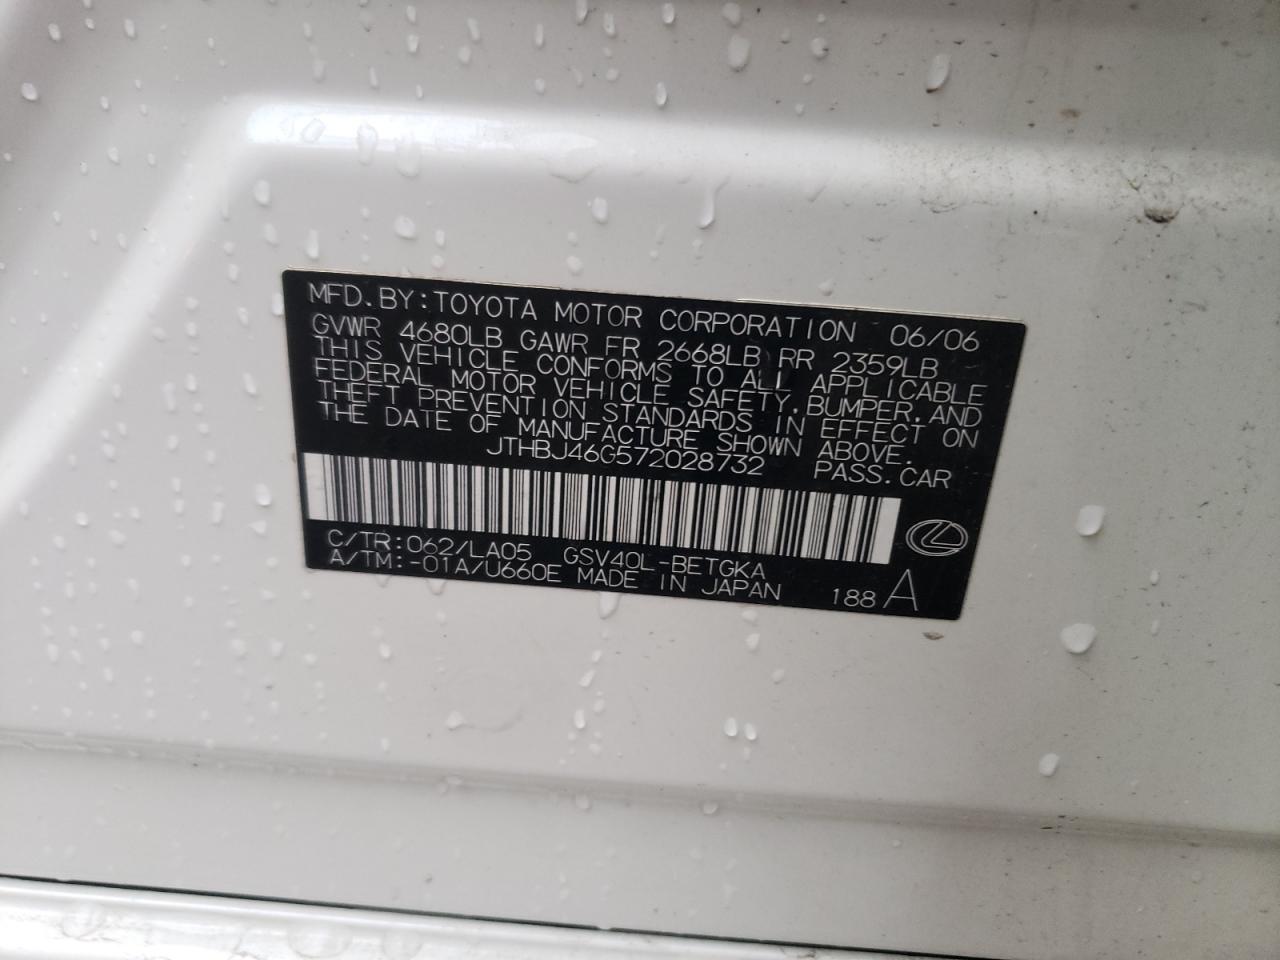 MFD.BY:TOYOTA MOTOR CORPORATION 06/06
GVWR 4680LB GAWR FR 2668LB RR 2359LB
THIS VEHICLE CONFORMS TO ALL APPLICABLE
FEDERAL MOTOR VEHICLE SAFETY,BUMPER,AND
THEFT PREVENTION STANDARDS IN EFFECT ON
THE DATE OF MANUFACTURE SHOWN ABOVE.
JTHBJ46G572028732 PASS.CAR
C/TR:062/LA05 GSV40L-BETGKA
A/TM:-01A/U660E MADE IN JAPAN 188 A